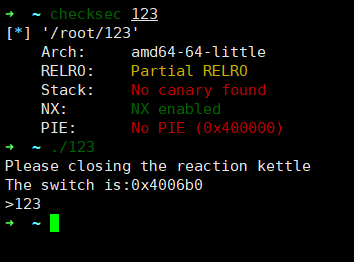 ➜ ~ checksec 123
[*] '/root/123'
Arch: amd64-64-little
RELRO: Partial RELRO
Stack: No canary found
NX: NX enabled
PIE: No PIE (0x400000)
➜ ~ ./123
Please closing the reaction kettle
The switch is:0x4006b0
>123
➜ ~